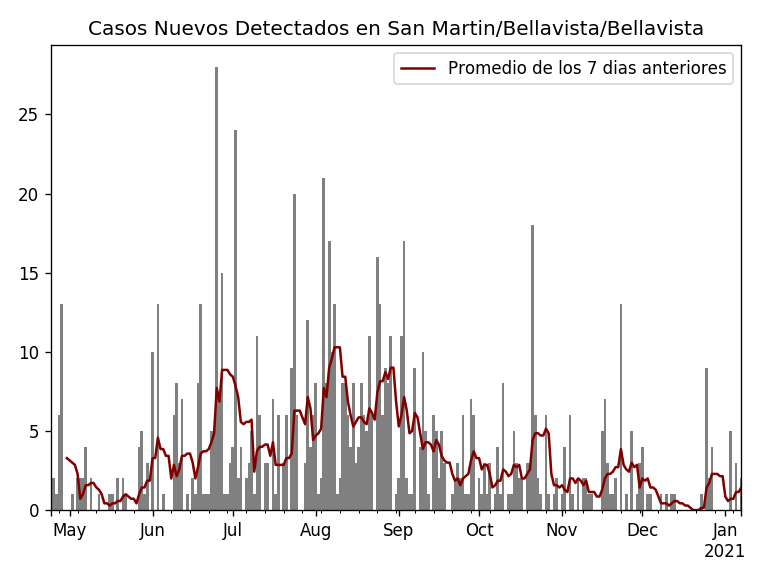 Casos Nuevos Detectados en San Martin/Bellavista/Bellavista
Promedio de los 7 dias anteriores
25
20
15
10
5
0
May Jun Jul Aug Sep Oct Nov Dec Jan
2021